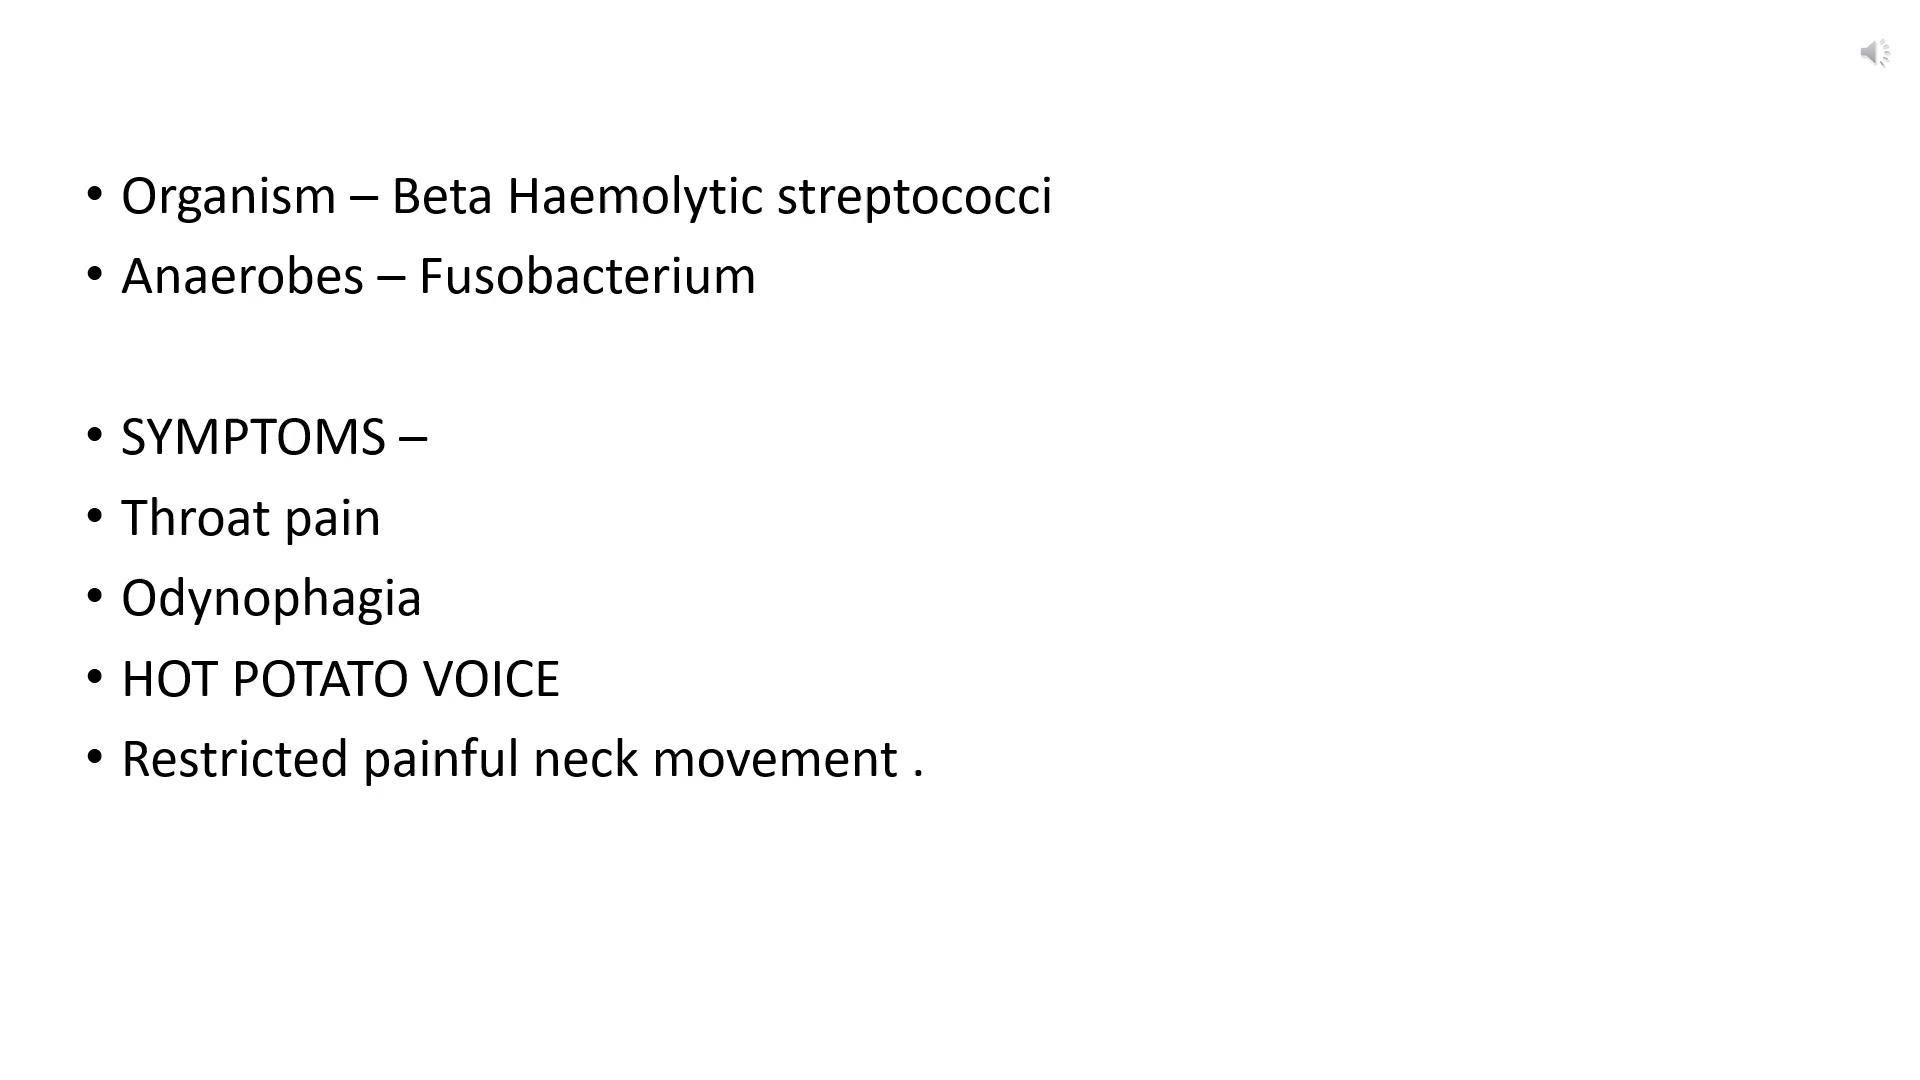 • Organism – Beta Haemolytic streptococci
• Anaerobes – Fusobacterium
• SYMPTOMS –
• Throat pain
• Odynophagia
• HOT POTATO VOICE
• Restricted painful neck movement .